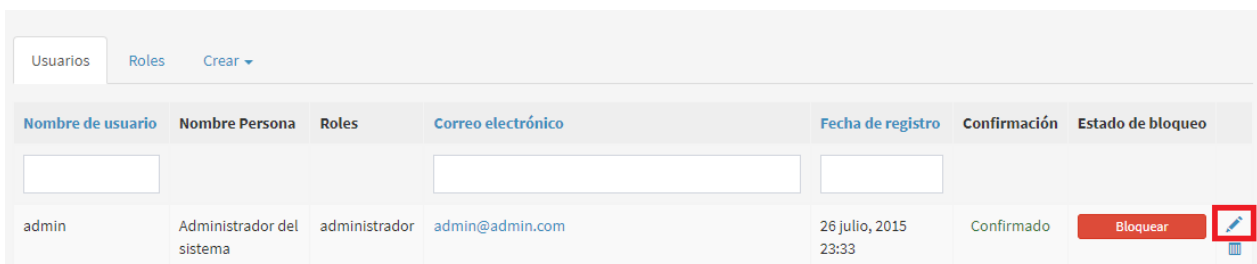 Usuarios Roles Crear
Nombre de usuario Nombre Persona Roles Correo electrónico Fecha de registro Confirmación Estado de bloqueo
admin Administrador del administrador admin@admin.com 26 julio, 2015 Confirmado Bloquear
sistema 23:33